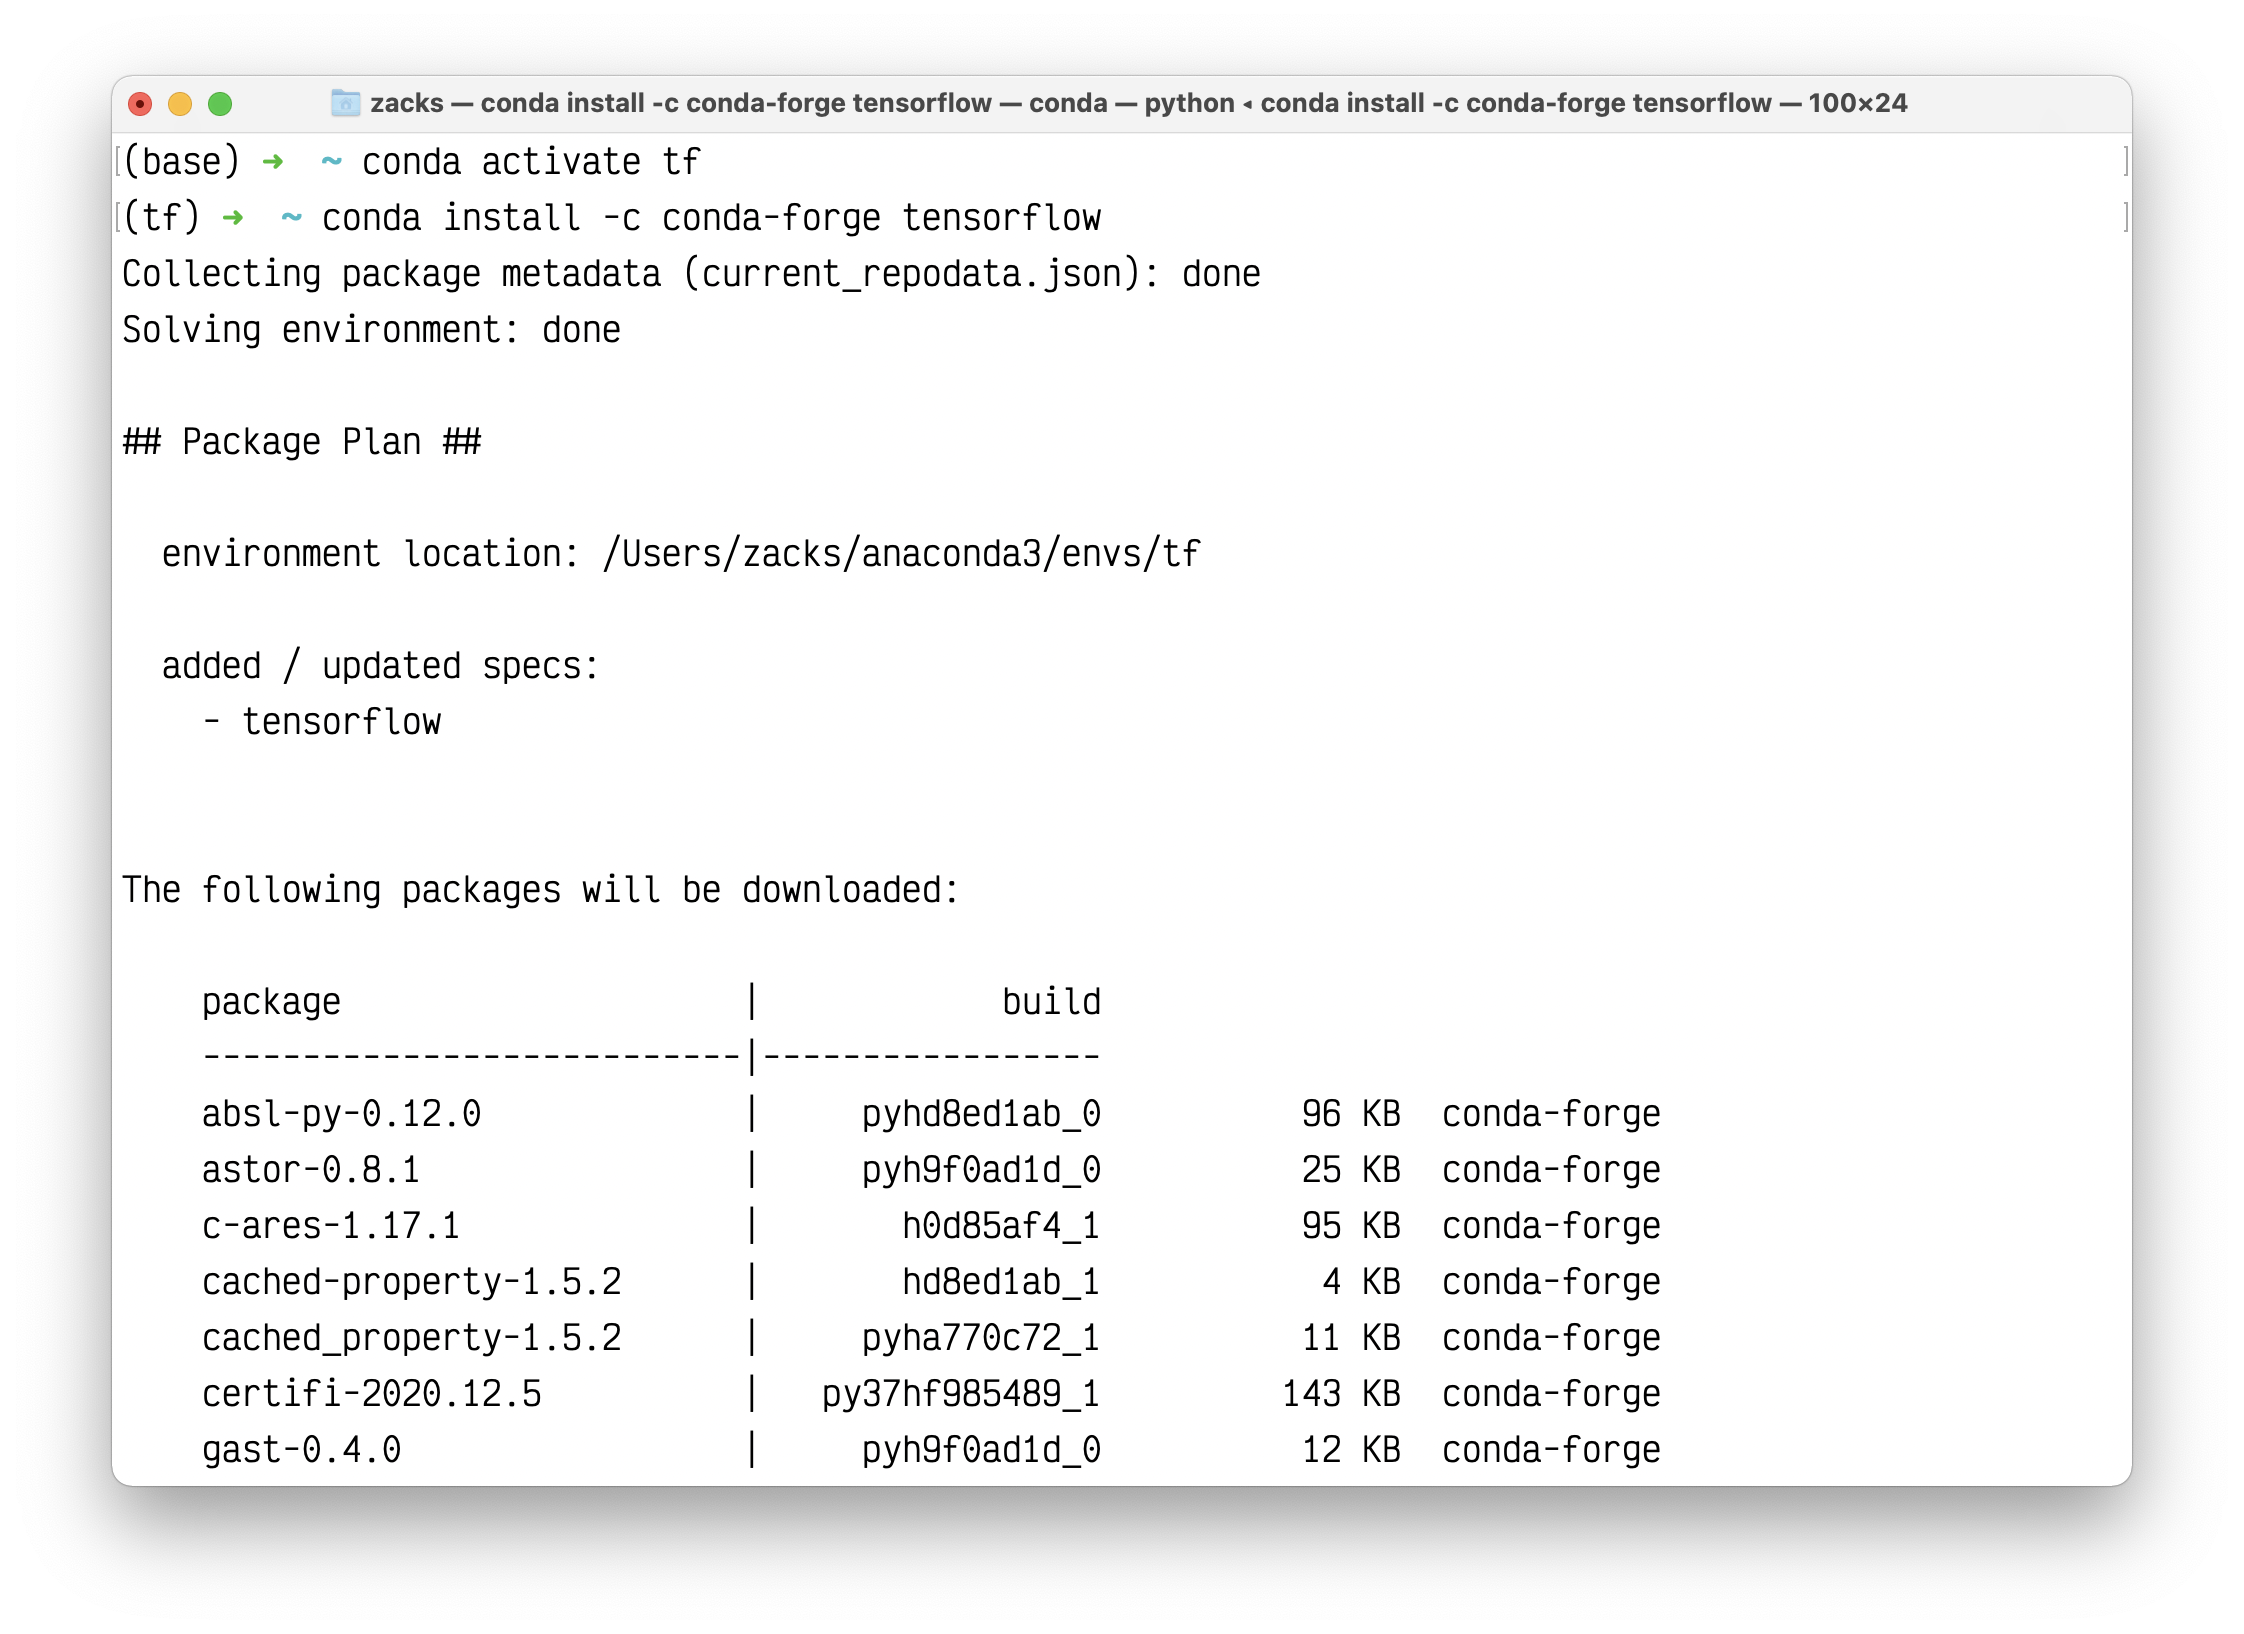 zacks — conda install -c conda-forge tensorflow — conda — python ◂ conda install -c conda-forge tensorflow — 100×24
[(base) ➜  ~ conda activate tf ]
[(tf) ➜  ~ conda install -c conda-forge tensorflow ]
Collecting package metadata (current_repodata.json): done
Solving environment: done
## Package Plan ##
  environment location: /Users/zacks/anaconda3/envs/tf
  added / updated specs:
    - tensorflow
The following packages will be downloaded:
    package                    |            build
    ---------------------------|-----------------
    absl-py-0.12.0             |     pyhd8ed1ab_0          96 KB  conda-forge
    astor-0.8.1                |     pyh9f0ad1d_0          25 KB  conda-forge
    c-ares-1.17.1              |       h0d85af4_1          95 KB  conda-forge
    cached-property-1.5.2      |       hd8ed1ab_1           4 KB  conda-forge
    cached_property-1.5.2      |     pyha770c72_1          11 KB  conda-forge
    certifi-2020.12.5          |   py37hf985489_1         143 KB  conda-forge
    gast-0.4.0                 |     pyh9f0ad1d_0          12 KB  conda-forge